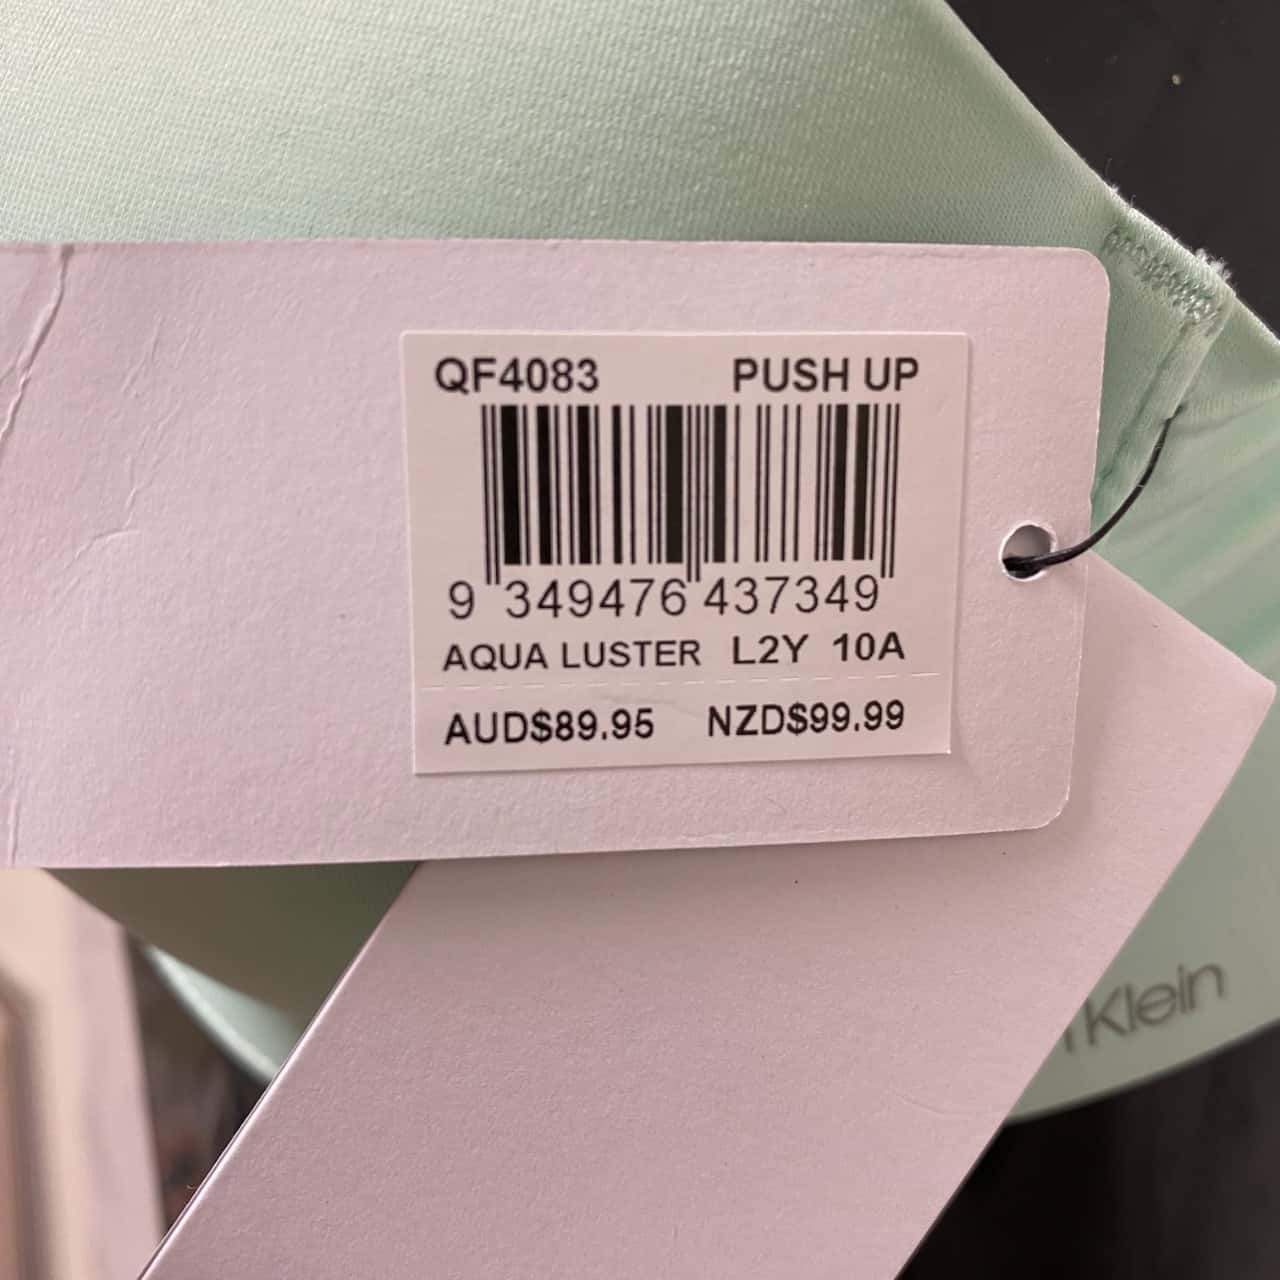 QF4083 PUSH UP
9 349476 437349
AQUA LUSTER L2Y 10A
AUD$89.95 NZD$99.99
Klein